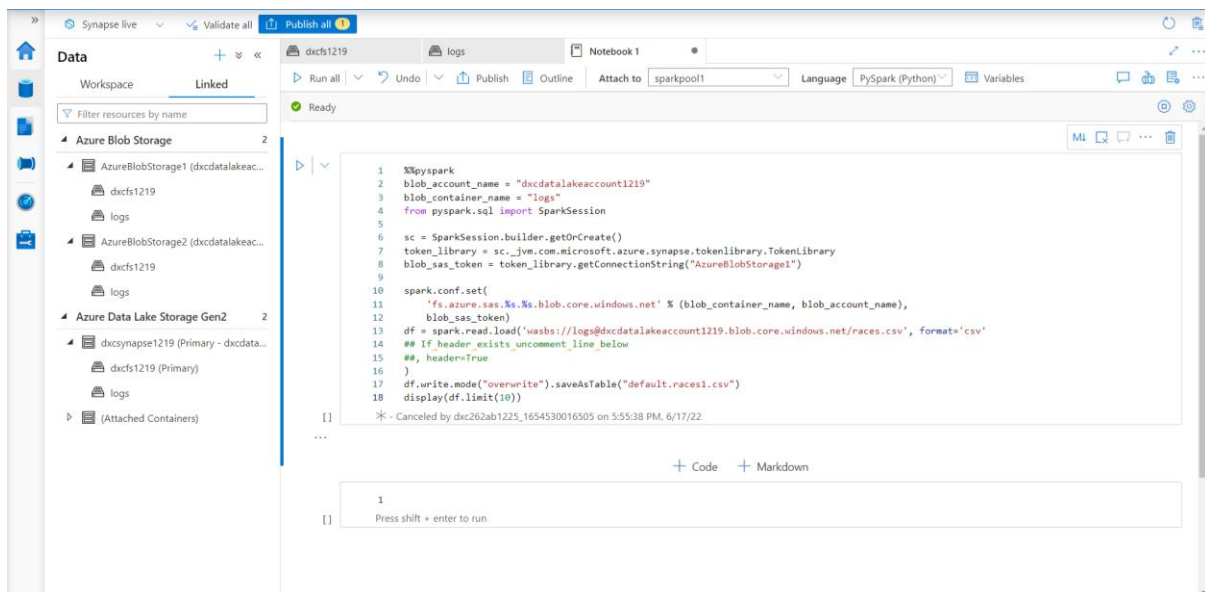 »
Synapse live
Validate all
Publish all 1
Data
Workspace
Linked
Filter resources by name
Azure Blob Storage 2
AzureBlobStorage1 (dxcdatalakeac...
dxcfs1219
logs
AzureBlobStorage2 (dxcdatalakeac...
dxcfs1219
logs
Azure Data Lake Storage Gen2 2
dxcsynapse1219 (Primary - dxcdata...
dxcfs1219 (Primary)
logs
(Attached Containers)
dxcfs1219
logs
Notebook 1
Run all
Undo
Publish
Outline
Attach to sparkpool1
Language PySpark (Python)
Variables
Ready
M↓
1 %%pyspark
2 blob_account_name = "dxcdatalakeaccount1219"
3 blob_container_name = "logs"
4 from pyspark.sql import SparkSession
5
6 sc = SparkSession.builder.getOrCreate()
7 token_library = sc._jvm.com.microsoft.azure.synapse.tokenlibrary.TokenLibrary
8 blob_sas_token = token_library.getConnectionString("AzureBlobStorage1")
9
10 spark.conf.set(
11 'fs.azure.sas.%s.%s.blob.core.windows.net' % (blob_container_name, blob_account_name),
12 blob_sas_token)
13 df = spark.read.load('wasbs://logs@dxcdatalakeaccount1219.blob.core.windows.net/races.csv', format='csv'
14 ## If header exists uncomment line below
15 ##, header=True
16 )
17 df.write.mode("overwrite").saveAsTable("default.races1.csv")
18 display(df.limit(10))
[ ] - Canceled by dxc262ab1225_1654530016505 on 5:55:38 PM, 6/17/22
...
+ Code + Markdown
1
[ ] Press shift + enter to run